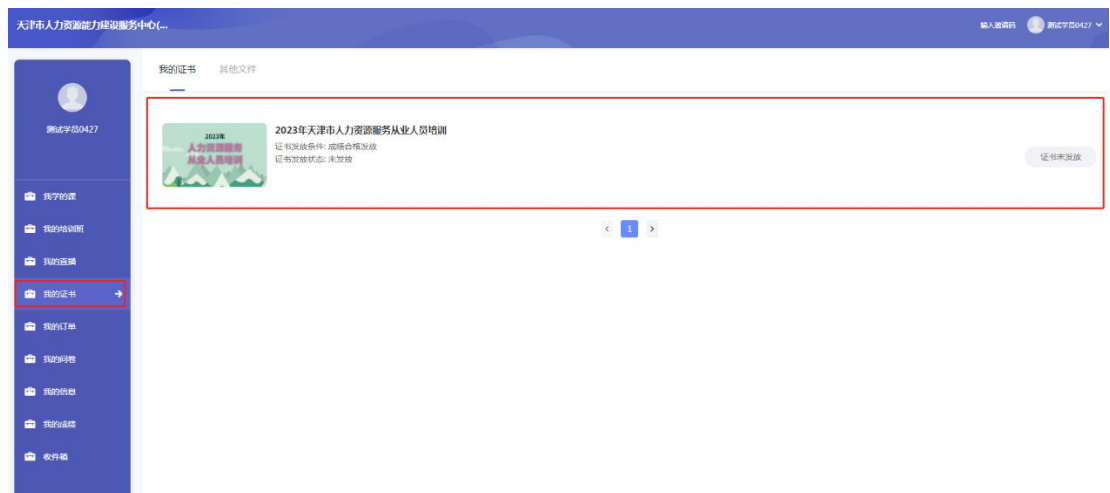 天津市人力资源能力建设服务中心(...
输入邀请码
测试学员0427
测试学员0427
我学的课
我的培训班
我的直播
我的证书
我的订单
我的问卷
我的信息
我的成绩
收件箱
我的证书
其他文件
2023年
人力资源服务
从业人员培训
2023年天津市人力资源服务从业人员培训
证书发放条件: 成绩合格发放
证书发放状态: 未发放
证书未发放
< 1 >